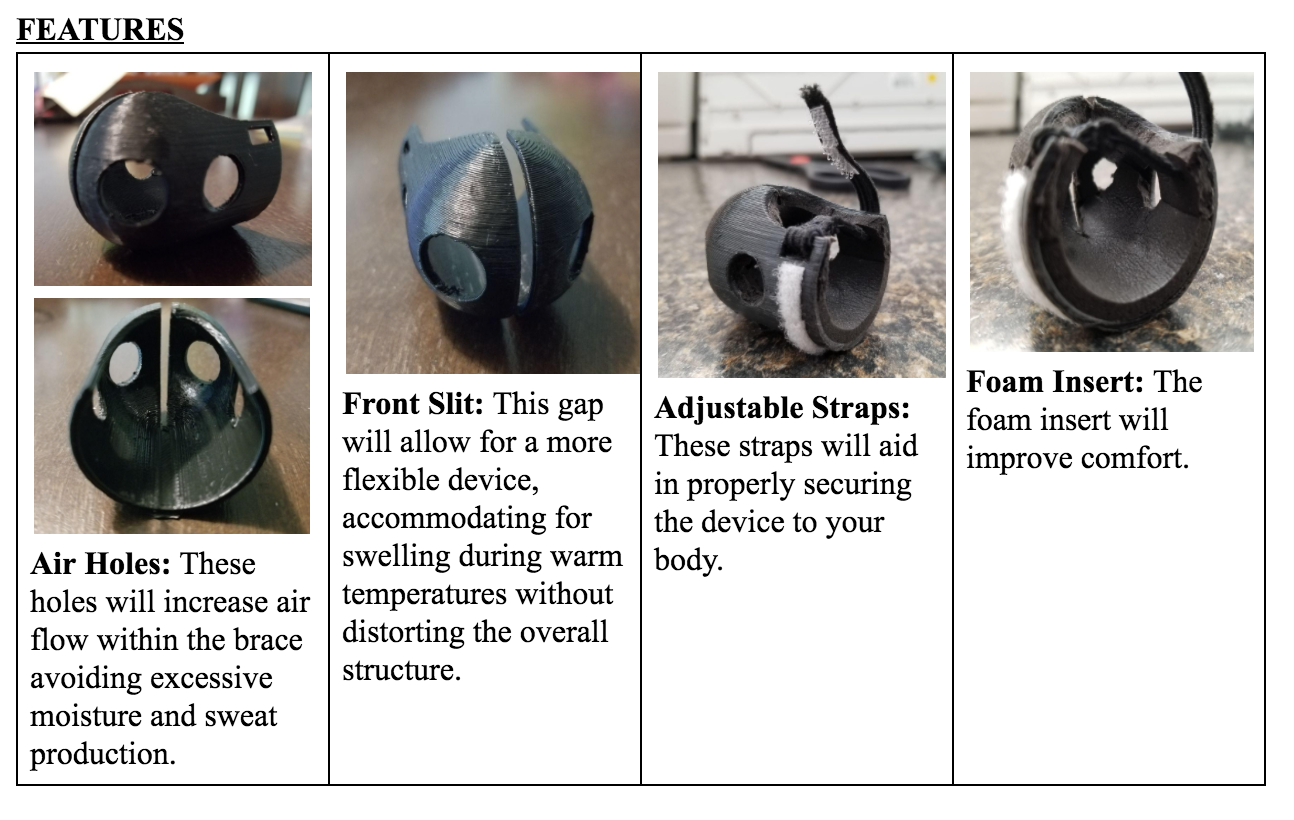 FEATURES
Air Holes: These
holes will increase air
flow within the brace
avoiding excessive
moisture and sweat
production.
Front Slit: This gap
will allow for a more
flexible device,
accommodating for
swelling during warm
temperatures without
distorting the overall
structure.
Adjustable Straps:
These straps will aid
in properly securing
the device to your
body.
Foam Insert: The
foam insert will
improve comfort.